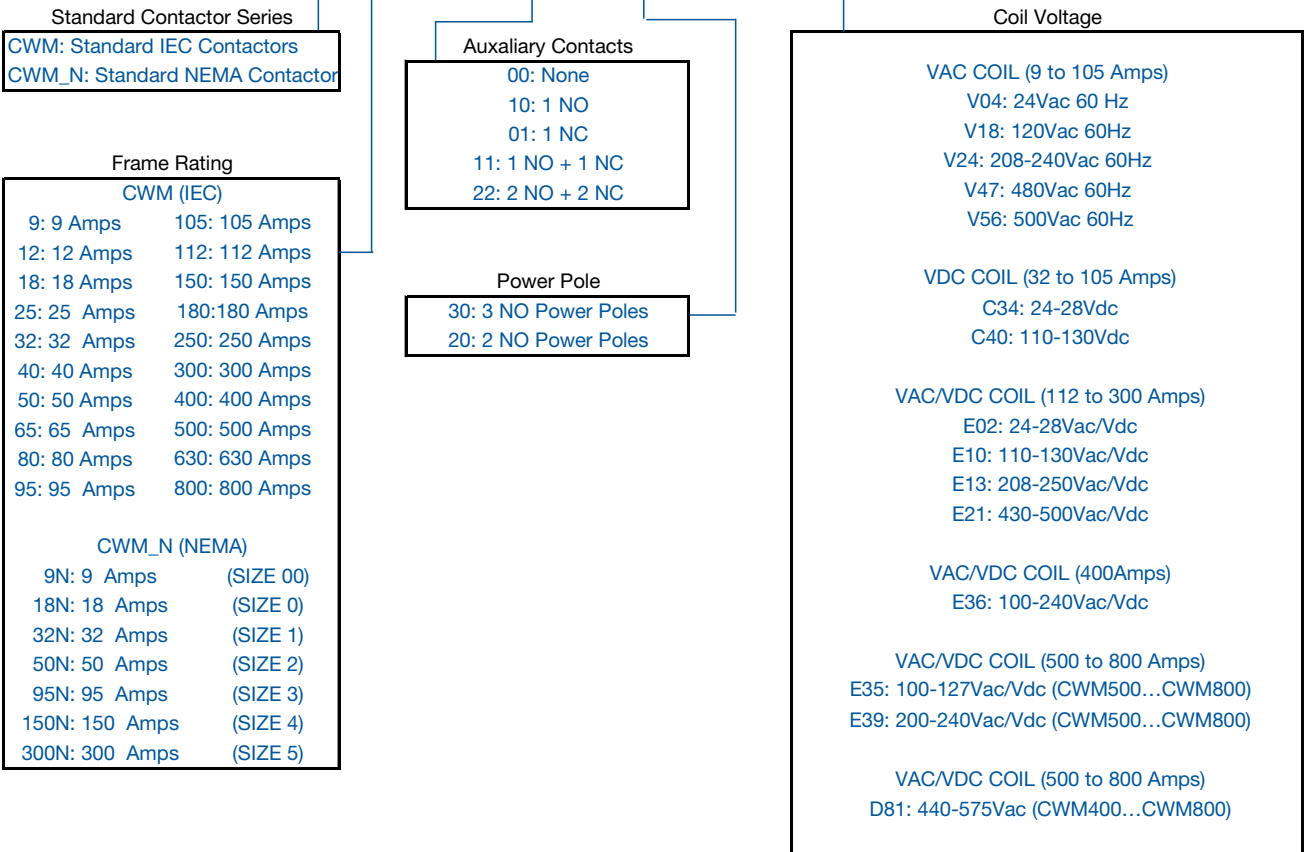 Standard Contactor Series
CWM: Standard IEC Contactors
CWM_N: Standard NEMA Contactor
Frame Rating
CWM (IEC)
9: 9 Amps 105: 105 Amps
12: 12 Amps 112: 112 Amps
18: 18 Amps 150: 150 Amps
25: 25 Amps 180:180 Amps
32: 32 Amps 250: 250 Amps
40: 40 Amps 300: 300 Amps
50: 50 Amps 400: 400 Amps
65: 65 Amps 500: 500 Amps
80: 80 Amps 630: 630 Amps
95: 95 Amps 800: 800 Amps
CWM_N (NEMA)
9N: 9 Amps (SIZE 00)
18N: 18 Amps (SIZE 0)
32N: 32 Amps (SIZE 1)
50N: 50 Amps (SIZE 2)
95N: 95 Amps (SIZE 3)
150N: 150 Amps (SIZE 4)
300N: 300 Amps (SIZE 5)
Auxaliary Contacts
00: None
10: 1 NO
01: 1 NC
11: 1 NO + 1 NC
22: 2 NO + 2 NC
Power Pole
30: 3 NO Power Poles
20: 2 NO Power Poles
Coil Voltage
VAC COIL (9 to 105 Amps)
V04: 24Vac 60 Hz
V18: 120Vac 60Hz
V24: 208-240Vac 60Hz
V47: 480Vac 60Hz
V56: 500Vac 60Hz
VDC COIL (32 to 105 Amps)
C34: 24-28Vdc
C40: 110-130Vdc
VAC/VDC COIL (112 to 300 Amps)
E02: 24-28Vac/Vdc
E10: 110-130Vac/Vdc
E13: 208-250Vac/Vdc
E21: 430-500Vac/Vdc
VAC/VDC COIL (400Amps)
E36: 100-240Vac/Vdc
VAC/VDC COIL (500 to 800 Amps)
E35: 100-127Vac/Vdc (CWM500…CWM800)
E39: 200-240Vac/Vdc (CWM500…CWM800)
VAC/VDC COIL (500 to 800 Amps)
D81: 440-575Vac (CWM400…CWM800)